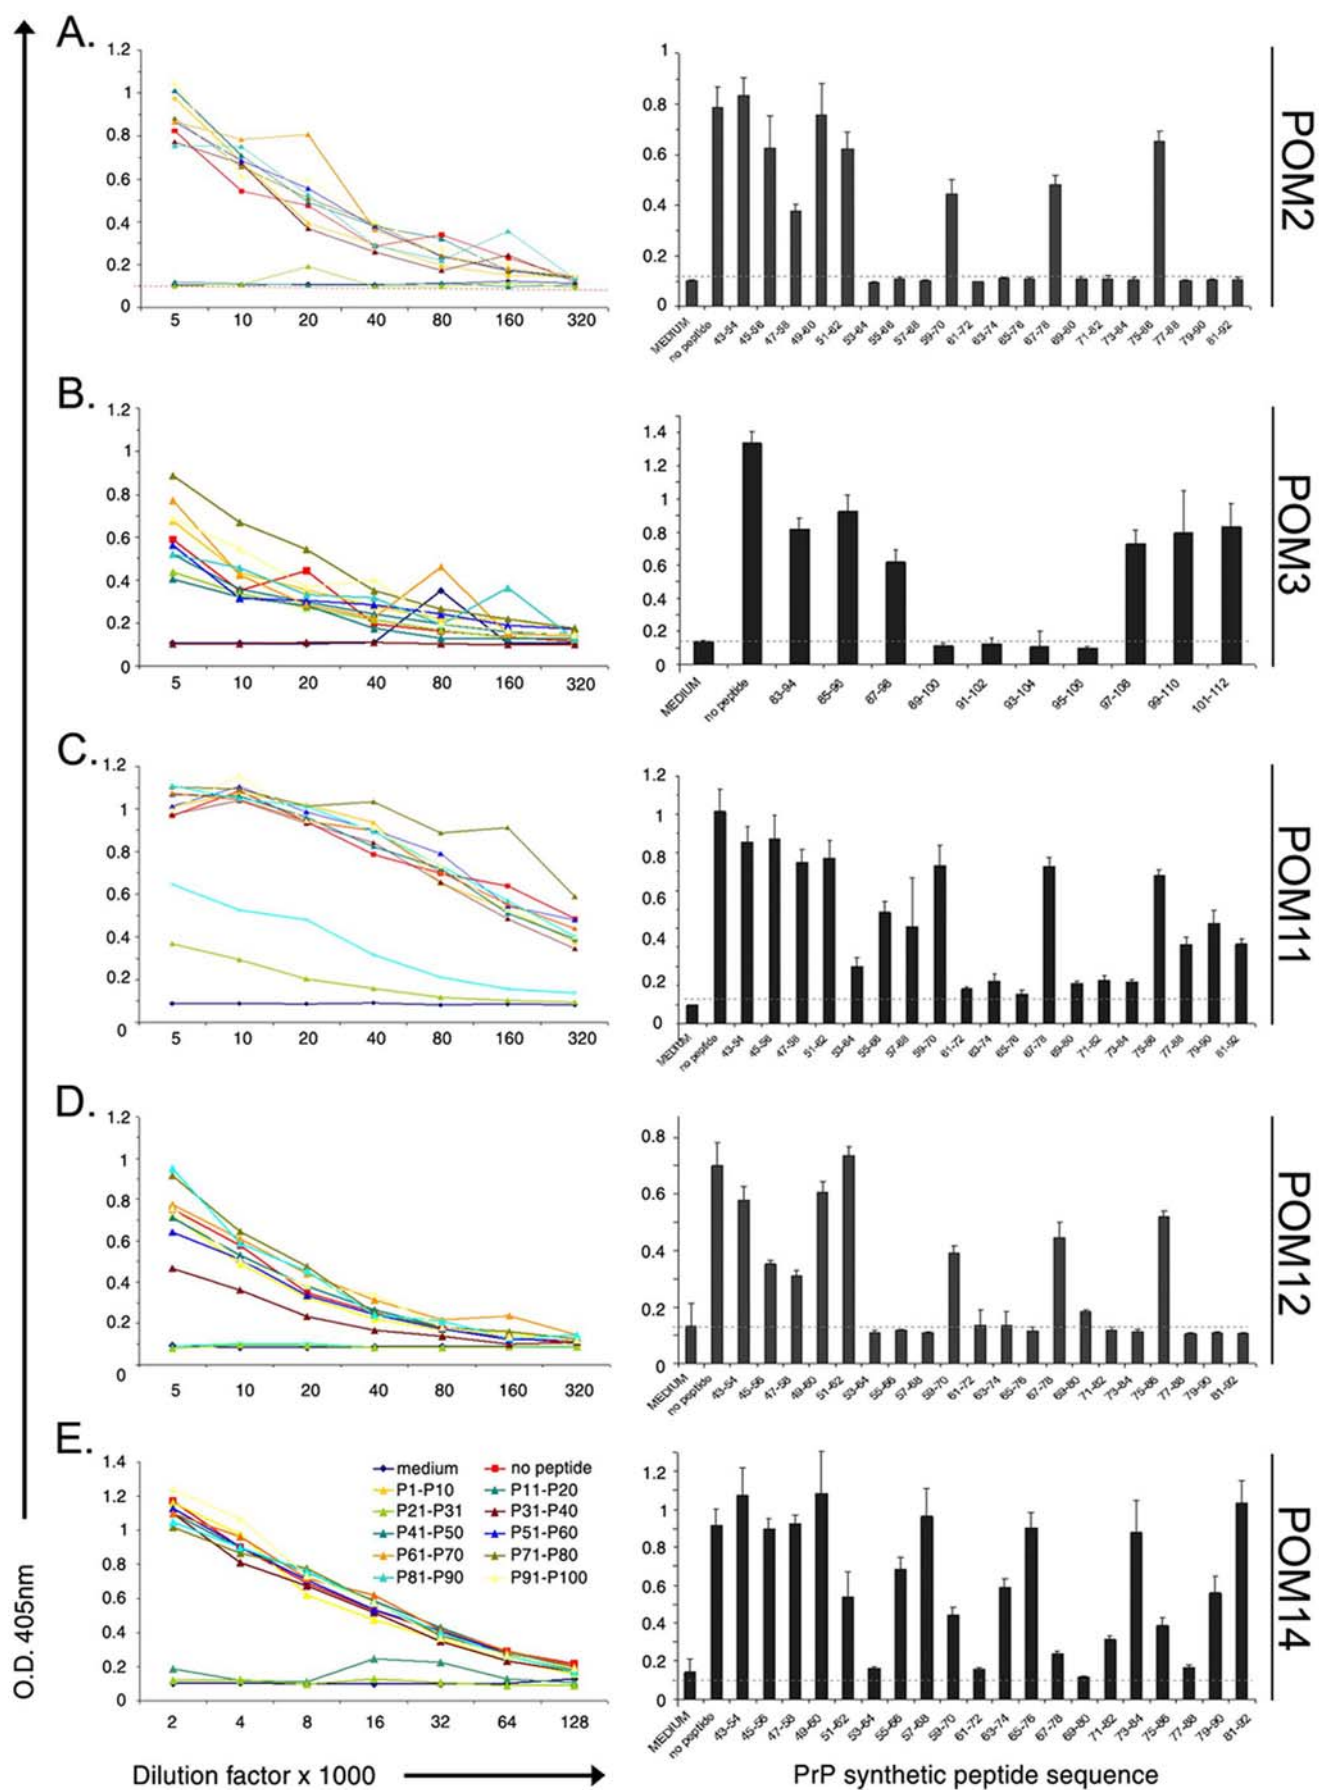 A.
1.2
1
0.8
0.6
0.4
0.2
0
5 10 20 40 80 160 320
1
0.8
0.6
0.4
0.2
0
MEDIUM no peptide 43-54 45-56 47-58 49-60 51-62 53-64 55-66 57-68 59-70 61-72 63-74 65-76 67-78 69-80 71-82 73-84 75-86 77-88 79-90 81-92
POM2
B.
1.2
1
0.8
0.6
0.4
0.2
0
5 10 20 40 80 160 320
1.4
1.2
1
0.8
0.6
0.4
0.2
0
MEDIUM no peptide 83-94 85-96 87-98 89-100 91-102 93-104 95-106 97-108 99-110 101-112
POM3
C.
1.2
1
0.8
0.6
0.4
0.2
0
5 10 20 40 80 160 320
1.2
1
0.8
0.6
0.4
0.2
0
MEDIUM no peptide 43-54 45-56 47-58 51-62 53-64 55-66 57-68 59-70 61-72 63-74 65-76 67-78 69-80 71-82 73-84 75-86 77-88 79-90 81-92
POM11
D.
1.2
1
0.8
0.6
0.4
0.2
0
5 10 20 40 80 160 320
0.8
0.6
0.4
0.2
0
MEDIUM no peptide 43-54 45-56 47-58 49-60 51-62 53-64 55-66 57-68 59-70 61-72 63-74 65-76 67-78 69-80 71-82 73-84 75-86 77-88 79-90 81-92
POM12
E.
1.4
1.2
1
0.8
0.6
0.4
0.2
0
2 4 8 16 32 64 128
medium no peptide
P1-P10 P11-P20
P21-P31 P31-P40
P41-P50 P51-P60
P61-P70 P71-P80
P81-P90 P91-P100
1.2
1
0.8
0.6
0.4
0.2
0
MEDIUM no peptide 43-54 45-56 47-58 49-60 51-62 53-64 55-66 57-68 59-70 61-72 63-74 65-76 67-78 69-80 71-82 73-84 75-86 77-88 79-90 81-92
POM14
O.D. 405nm
Dilution factor x 1000
PrP synthetic peptide sequence